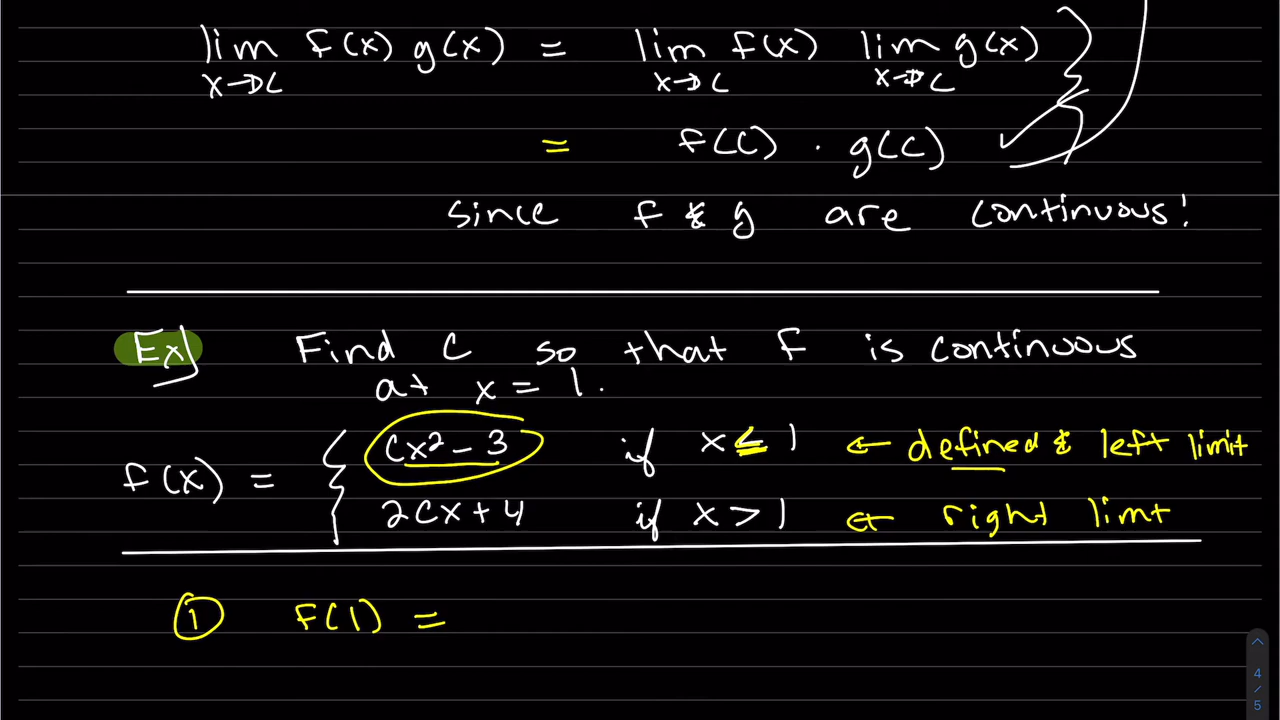 lim f(x) g(x) = lim f(x) lim g(x)
x→c x→c x→c
= f(c) · g(c) ✓
since f & g are continuous!
Ex) Find c so that f is continuous
at x = 1.
f(x) = { cx² - 3 if x ≤ 1 ← defined & left limit
2cx + 4 if x > 1 ← right limt
① f(1) =
4
/
5